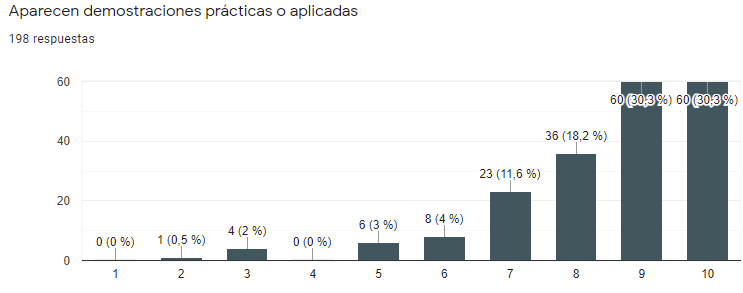 Aparecen demostraciones prácticas o aplicadas
198 respuestas
60
40
20
0
0 (0 %)
1 (0,5 %)
4 (2 %)
0 (0 %)
6 (3 %)
8 (4 %)
23 (11,6 %)
36 (18,2 %)
60 (30,3 %)
60 (30,3 %)
1 2 3 4 5 6 7 8 9 10